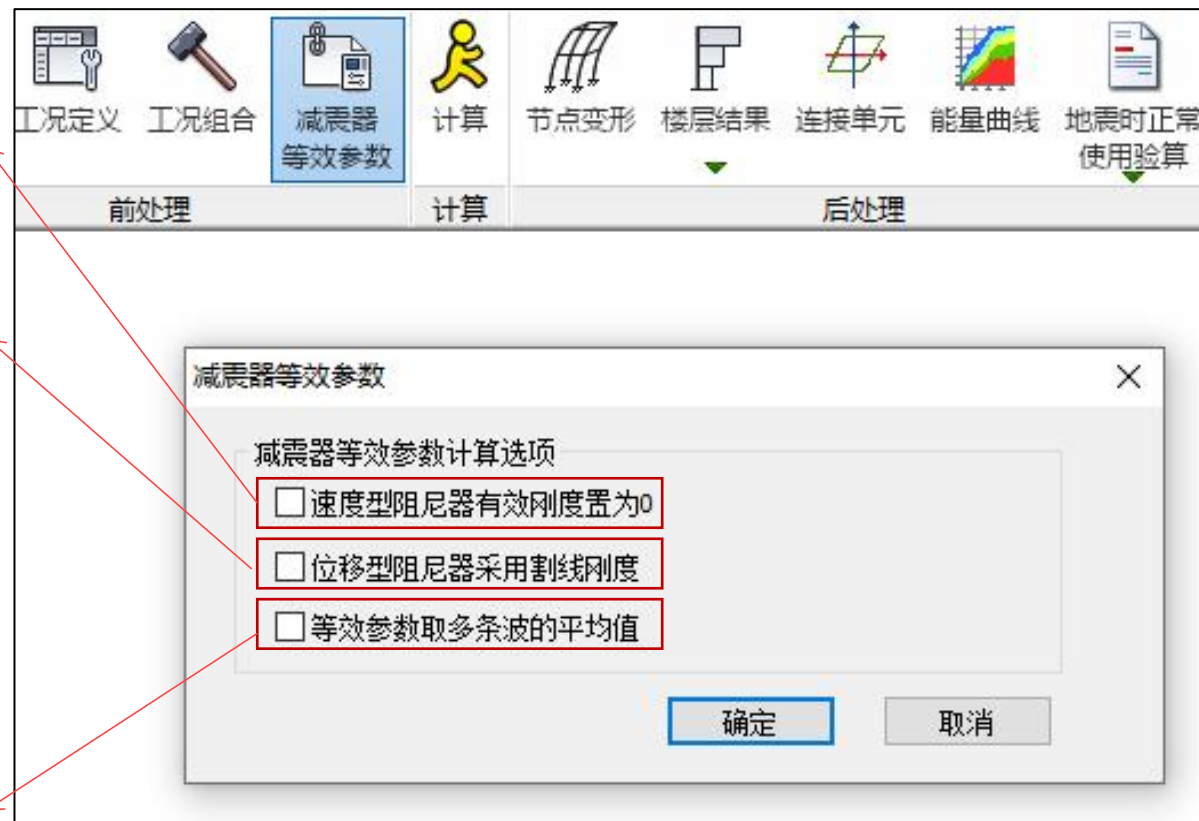 工况定义 工况组合 减震器 计算 节点变形 楼层结果 连接单元 能量曲线 地震时正常
等效参数 使用验算
前处理 计算 后处理
减震器等效参数
减震器等效参数计算选项
速度型阻尼器有效刚度置为0
位移型阻尼器采用割线刚度
等效参数取多条波的平均值
确定 取消